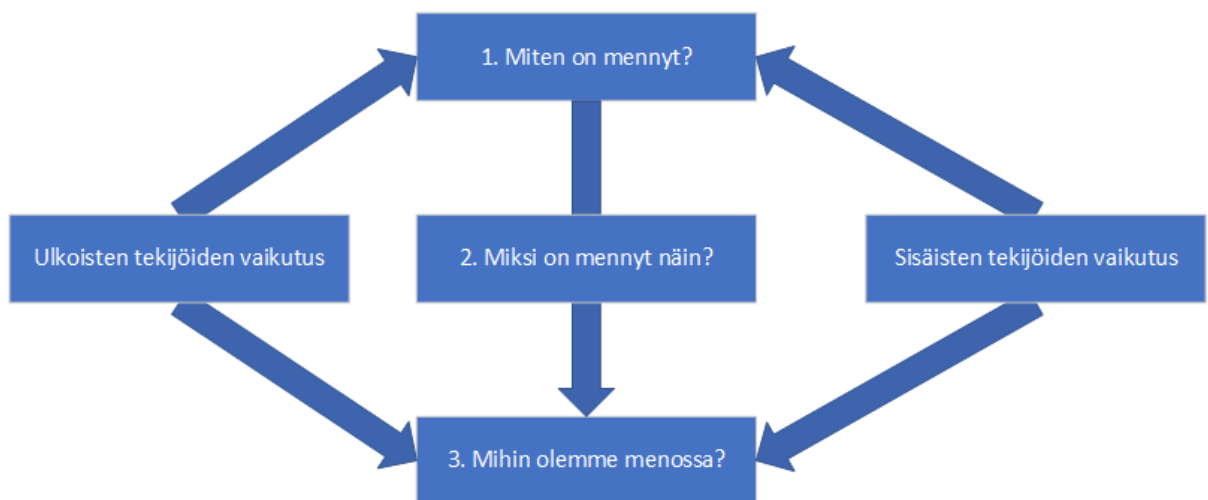 1. Miten on mennyt?
Ulkoisten tekijöiden vaikutus
2. Miksi on mennyt näin?
Sisäisten tekijöiden vaikutus
3. Mihin olemme menossa?